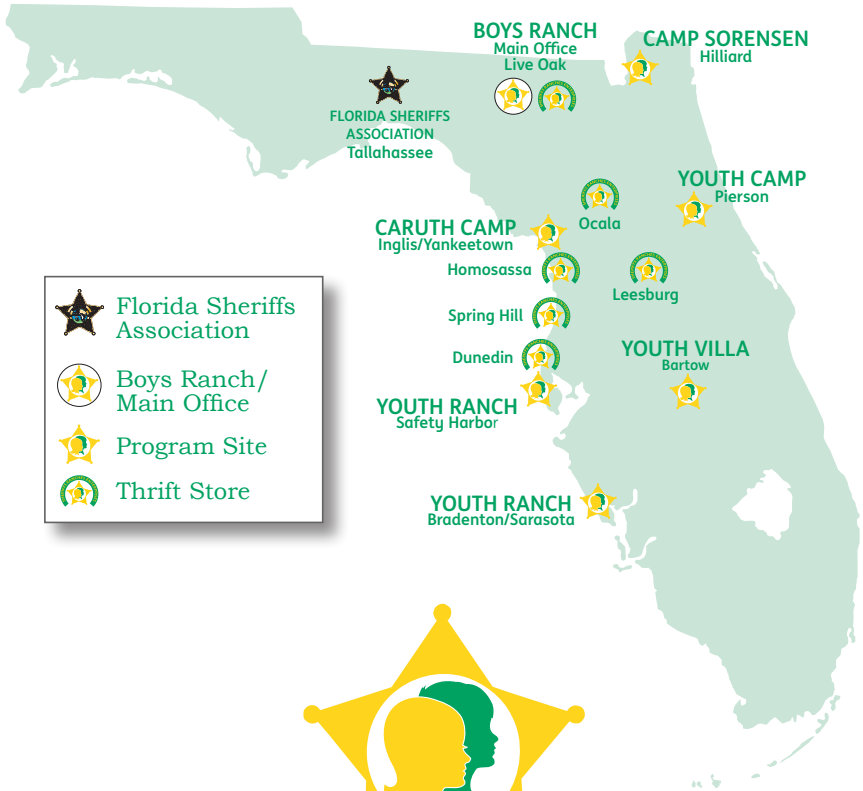 BOYS RANCH
Main Office
Live Oak
CAMP SORENSEN
Hilliard
FLORIDA SHERIFFS
ASSOCIATION
Tallahassee
YOUTH CAMP
Pierson
Ocala
CARUTH CAMP
Inglis/Yankeetown
Homosassa
Leesburg
Spring Hill
Dunedin
YOUTH VILLA
Bartow
YOUTH RANCH
Safety Harbor
YOUTH RANCH
Bradenton/Sarasota
Florida Sheriffs
Association
Boys Ranch/
Main Office
Program Site
Thrift Store